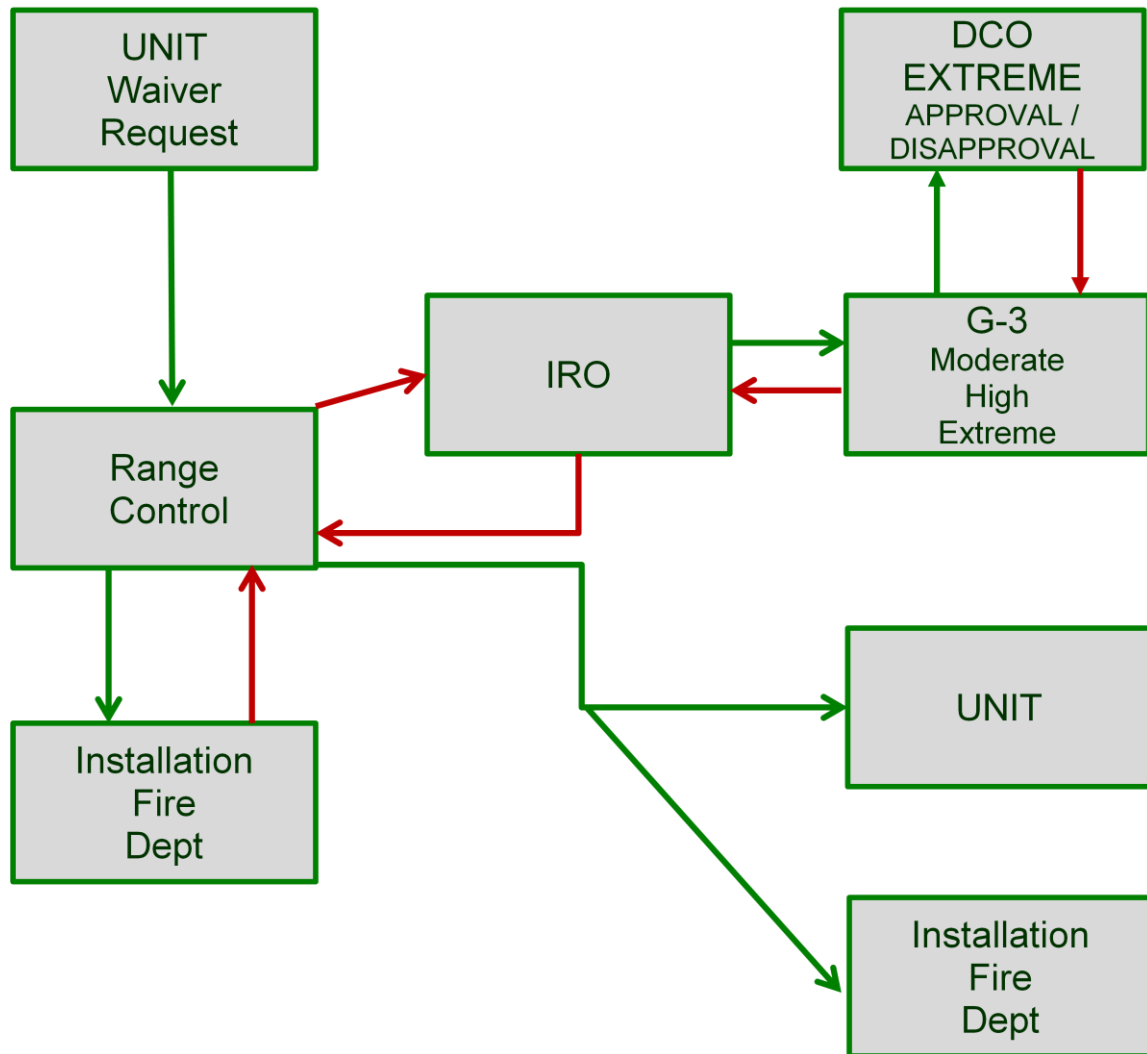 UNIT
Waiver
Request
DCO
EXTREME
APPROVAL /
DISAPPROVAL
IRO
G-3
Moderate
High
Extreme
Range
Control
UNIT
Installation
Fire
Dept
Installation
Fire
Dept